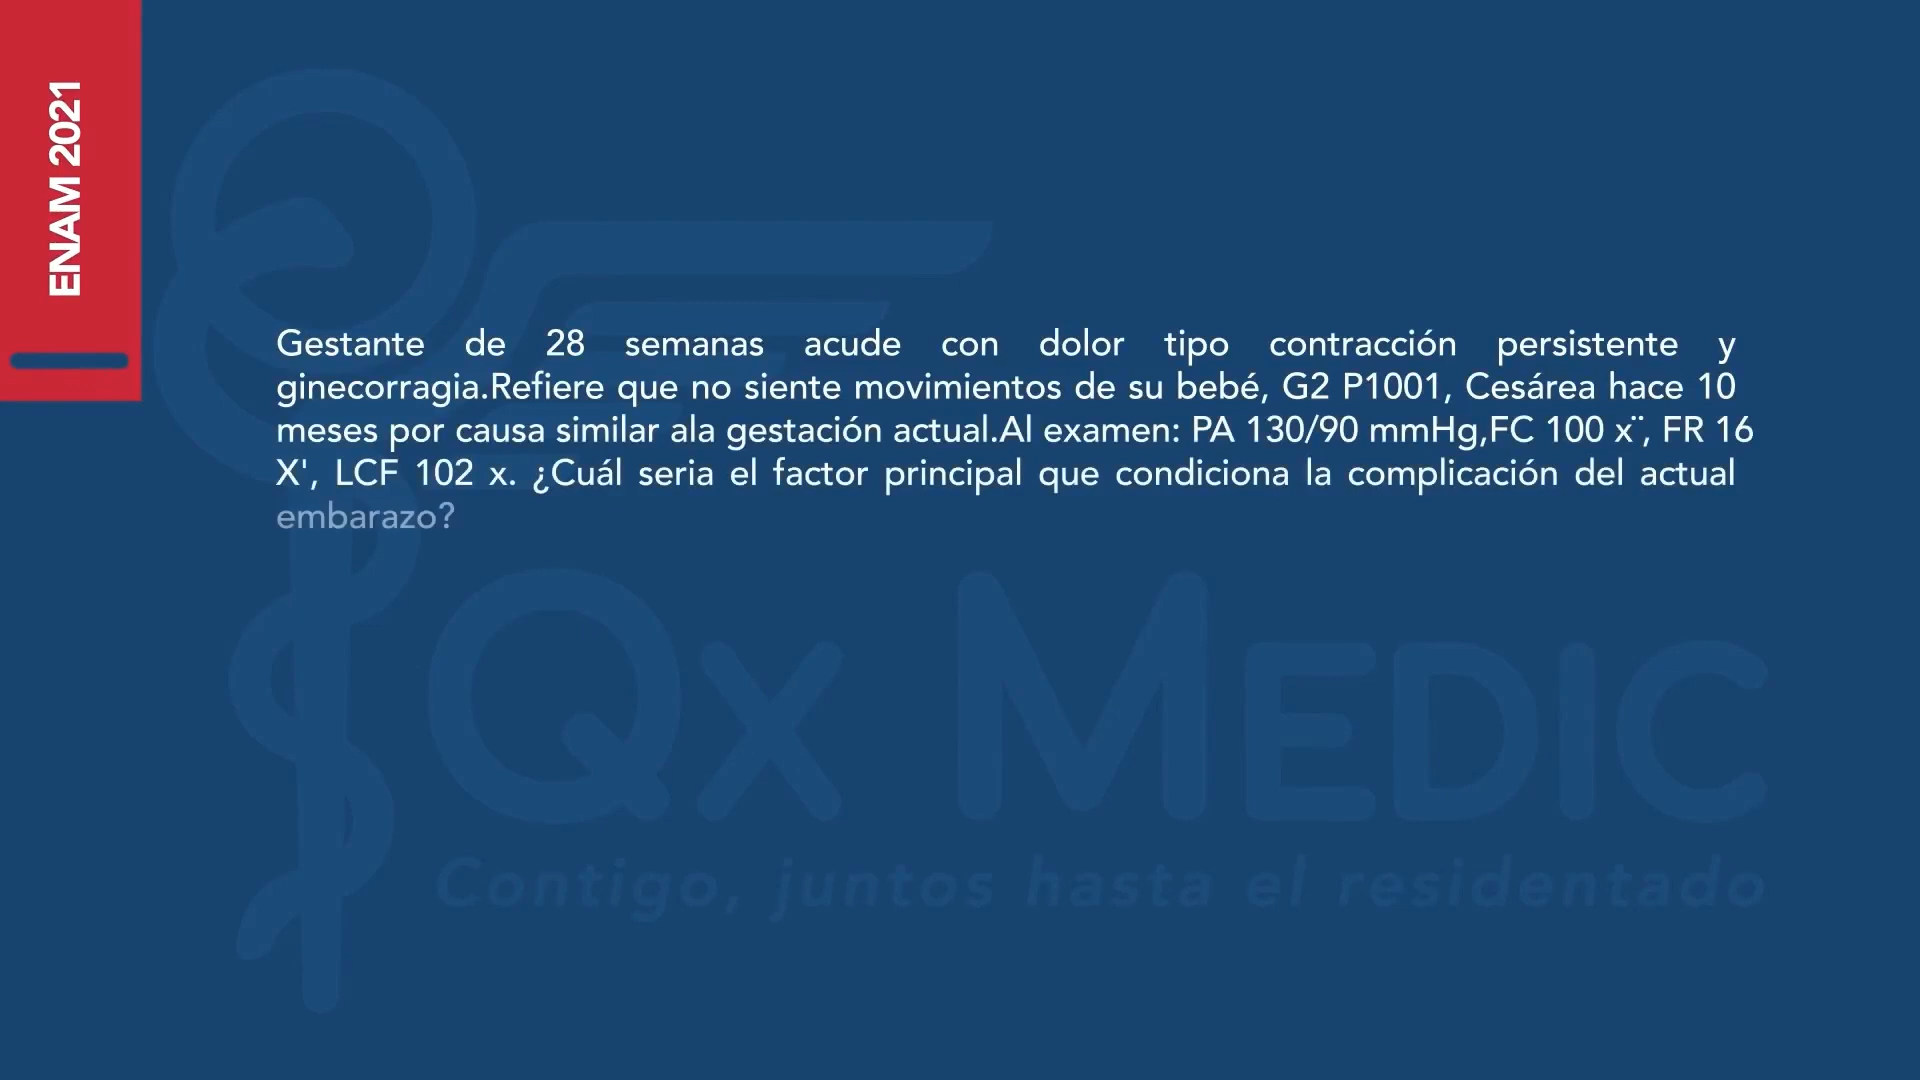 ENAM 2021
Gestante de 28 semanas acude con dolor tipo contracción persistente y
ginecorragia.Refiere que no siente movimientos de su bebé, G2 P1001, Cesárea hace 10
meses por causa similar ala gestación actual.Al examen: PA 130/90 mmHg,FC 100 x¨, FR 16
X', LCF 102 x. ¿Cuál seria el factor principal que condiciona la complicación del actual
embarazo?
Qx MEDIC
Contigo, juntos hasta el residentado